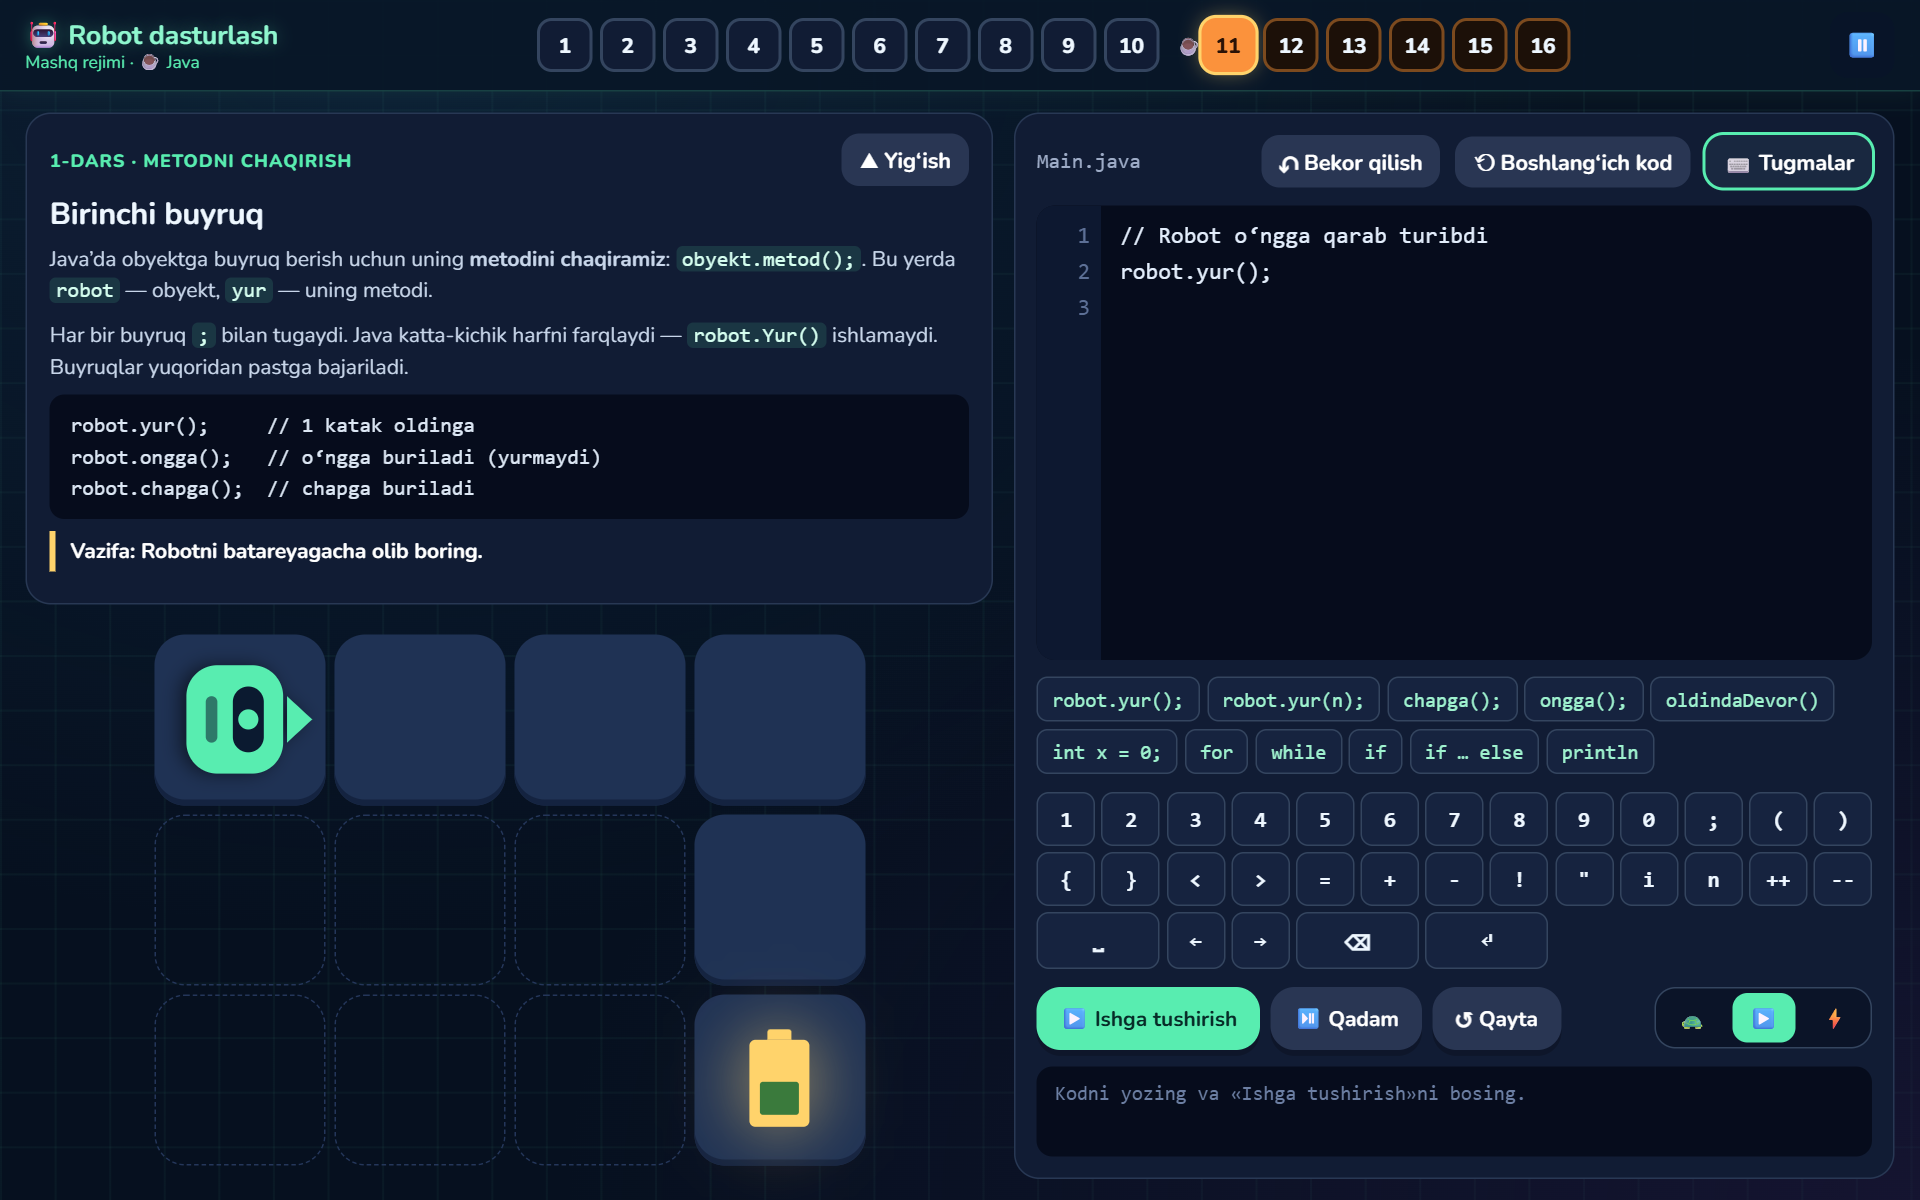 Robot dasturlash
Mashq rejimi · Java
1 2 3 4 5 6 7 8 9 10 11 12 13 14 15 16
1-DARS · METODNI CHAQIRISH
▲ Yigʻish
Birinchi buyruq
Java’da obyektga buyruq berish uchun uning metodini chaqiramiz: obyekt.metod();. Bu yerda
robot — obyekt, yur — uning metodi.
Har bir buyruq ; bilan tugaydi. Java katta-kichik harfni farqlaydi — robot.Yur() ishlamaydi.
Buyruqlar yuqoridan pastga bajariladi.
robot.yur();     // 1 katak oldinga
robot.ongga();   // oʻngga buriladi (yurmaydi)
robot.chapga();  // chapga buriladi
Vazifa: Robotni batareyagacha olib boring.
Main.java
Bekor qilish
Boshlangʻich kod
Tugmalar
1 // Robot oʻngga qarab turibdi
2 robot.yur();
3
robot.yur(); robot.yur(n); chapga(); ongga(); oldindaDevor()
int x = 0; for while if if … else println
1 2 3 4 5 6 7 8 9 0 ; ( )
{ } < > = + - ! " i n ++ --
␣ ← → ⌫ ↲
Ishga tushirish
Qadam
↺ Qayta
Kodni yozing va «Ishga tushirish»ni bosing.